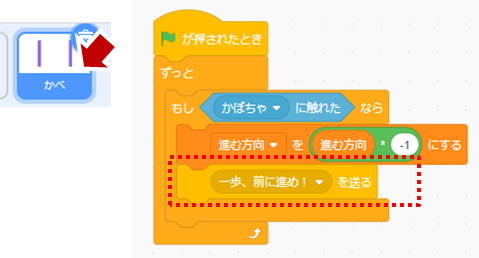 かべ
が押されたとき
ずっと
もし かぼちゃ に触れた なら
進む方向 を 進む方向 * -1 にする
一歩、前に進め！ を送る